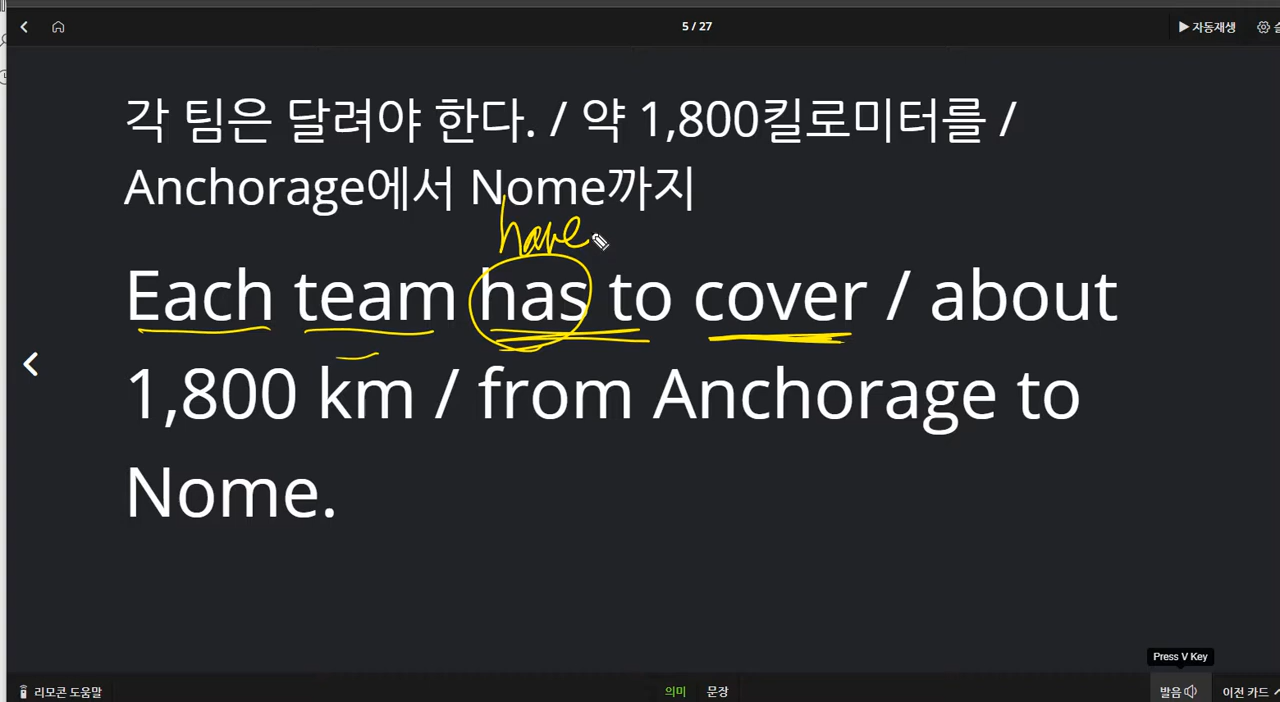 5 / 27
▶ 자동재생
각 팀은 달려야 한다. / 약 1,800킬로미터를 /
Anchorage에서 Nome까지
have
Each team has to cover / about
1,800 km / from Anchorage to
Nome.
Press V Key
리모콘 도움말
의미
문장
발음
이전 카드